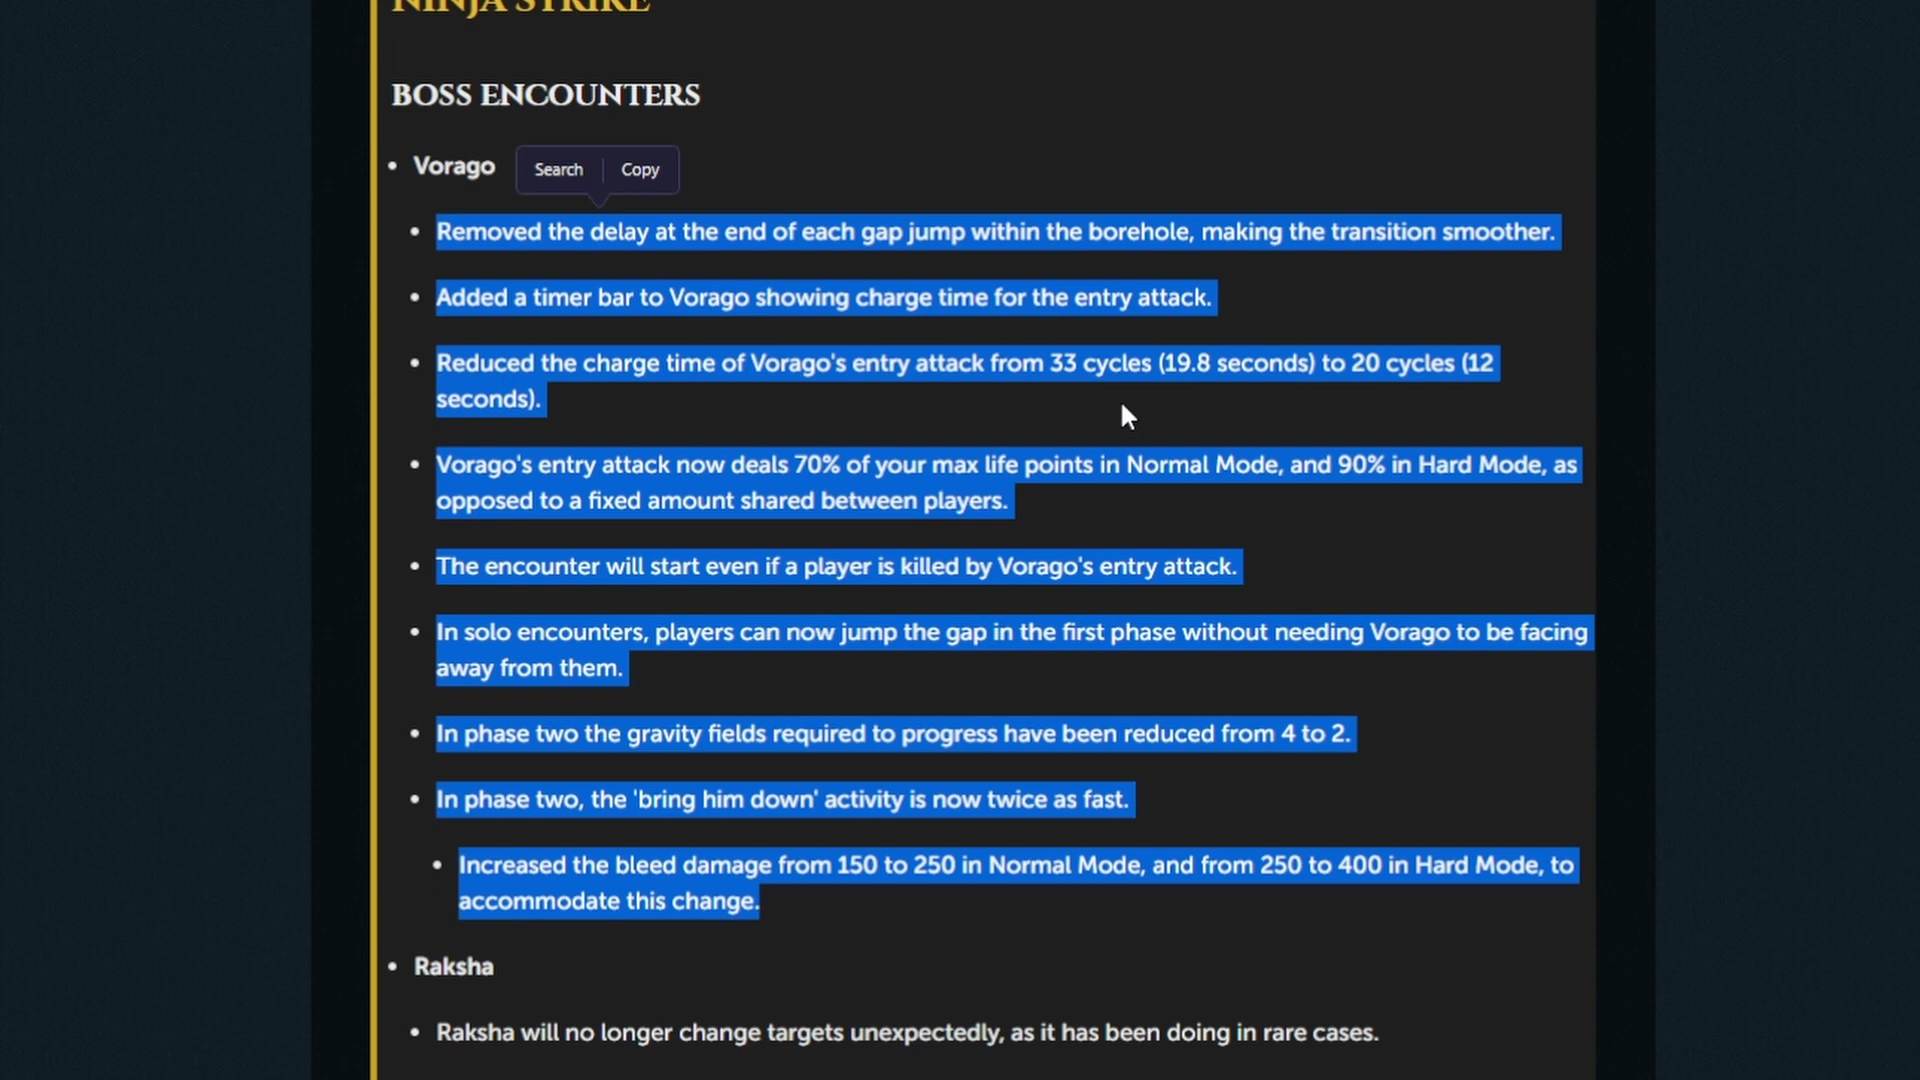 NINJA STRIKE
BOSS ENCOUNTERS
• Vorago
Search
Copy
• Removed the delay at the end of each gap jump within the borehole, making the transition smoother.
• Added a timer bar to Vorago showing charge time for the entry attack.
• Reduced the charge time of Vorago's entry attack from 33 cycles (19.8 seconds) to 20 cycles (12
seconds).
• Vorago's entry attack now deals 70% of your max life points in Normal Mode, and 90% in Hard Mode, as
opposed to a fixed amount shared between players.
• The encounter will start even if a player is killed by Vorago's entry attack.
• In solo encounters, players can now jump the gap in the first phase without needing Vorago to be facing
away from them.
• In phase two the gravity fields required to progress have been reduced from 4 to 2.
• In phase two, the 'bring him down' activity is now twice as fast.
• Increased the bleed damage from 150 to 250 in Normal Mode, and from 250 to 400 in Hard Mode, to
accommodate this change.
• Raksha
• Raksha will no longer change targets unexpectedly, as it has been doing in rare cases.